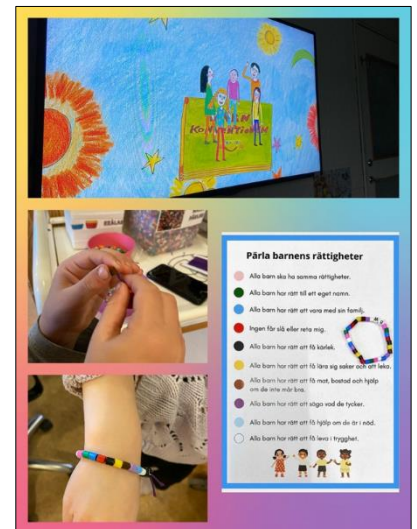 BARN
KONVENTIONEN
Pärla barnens rättigheter
Alla barn ska ha samma rättigheter.
Alla barn har rätt till ett eget namn.
Alla barn har rätt att vara med sin familj.
Ingen får slå eller reta mig.
Alla barn har rätt att få kärlek.
Alla barn har rätt att få lära sig saker och att leka.
Alla barn har rätt att få mat, bostad och hjälp
om de inte mår bra.
Alla barn har rätt att säga vad de tycker.
Alla barn har rätt att få hjälp om div är i nöd.
Alla barn har rätt att få leva i trygghet.